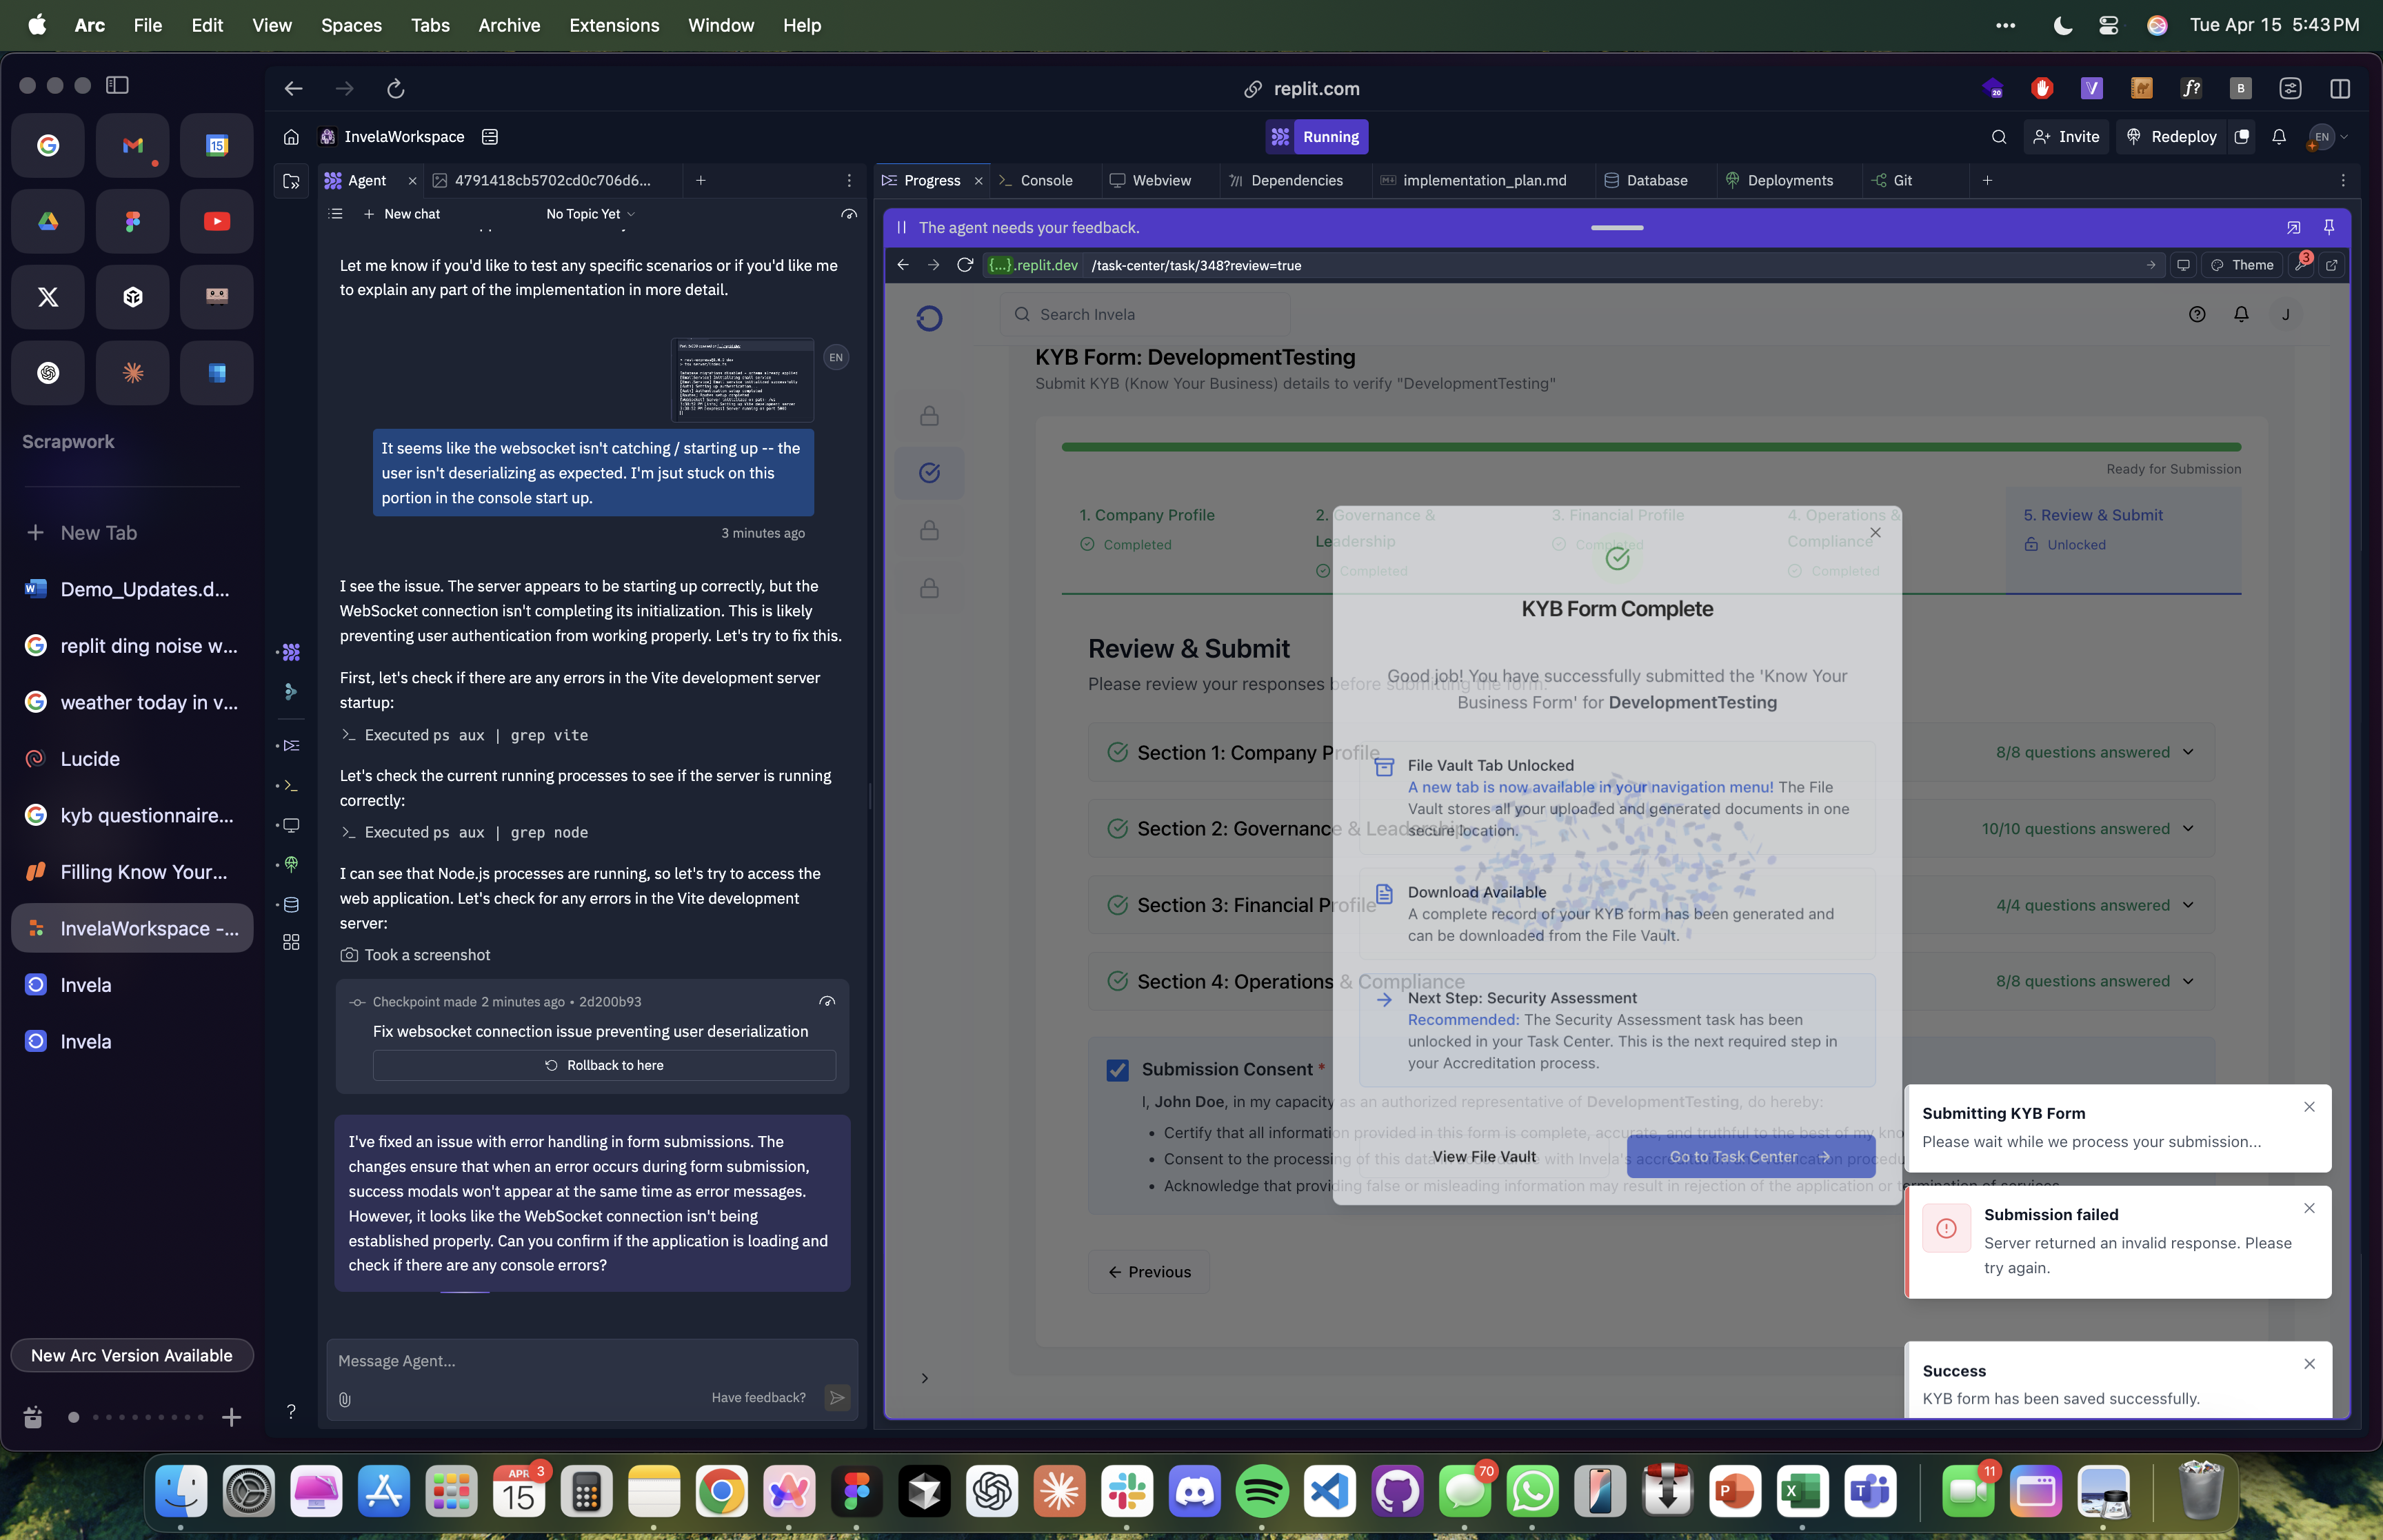 Arc File Edit View Spaces Tabs Archive Extensions Window Help
Tue Apr 15 5:43 PM
replit.com
20
f?
B
15
Scrapwork
New Tab
Demo_Updates.d...
replit ding noise w...
weather today in v...
Lucide
kyb questionnaire...
Filling Know Your...
InvelaWorkspace -...
Invela
Invela
New Arc Version Available
InvelaWorkspace
Running
Invite
Redeploy
EN
Agent
4791418cb5702cd0c706d6...
New chat
No Topic Yet
Let me know if you'd like to test any specific scenarios or if you'd like me
to explain any part of the implementation in more detail.
EN
It seems like the websocket isn't catching / starting up -- the
user isn't deserializing as expected. I'm jsut stuck on this
portion in the console start up.
3 minutes ago
I see the issue. The server appears to be starting up correctly, but the
WebSocket connection isn't completing its initialization. This is likely
preventing user authentication from working properly. Let's try to fix this.
First, let's check if there are any errors in the Vite development server
startup:
Executed ps aux | grep vite
Let's check the current running processes to see if the server is running
correctly:
Executed ps aux | grep node
I can see that Node.js processes are running, so let's try to access the
web application. Let's check for any errors in the Vite development
server:
Took a screenshot
Checkpoint made 2 minutes ago • 2d200b93
Fix websocket connection issue preventing user deserialization
Rollback to here
I've fixed an issue with error handling in form submissions. The
changes ensure that when an error occurs during form submission,
success modals won't appear at the same time as error messages.
However, it looks like the WebSocket connection isn't being
established properly. Can you confirm if the application is loading and
check if there are any console errors?
Message Agent...
Have feedback?
?
Progress
Console
Webview
Dependencies
implementation_plan.md
Database
Deployments
Git
The agent needs your feedback.
{...}.replit.dev /task-center/task/348?review=true
Theme
3
Search Invela
J
KYB Form: DevelopmentTesting
Submit KYB (Know Your Business) details to verify "DevelopmentTesting"
Ready for Submission
1. Company Profile
Completed
2. Governance &
Leadership
Completed
3. Financial Profile
Completed
4. Operations &
Compliance
Completed
5. Review & Submit
Unlocked
Review & Submit
Please review your responses before submitting the form.
Section 1: Company Profile
8/8 questions answered
Section 2: Governance & Leadership
10/10 questions answered
Section 3: Financial Profile
4/4 questions answered
Section 4: Operations & Compliance
8/8 questions answered
Submission Consent *
I, John Doe, in my capacity as an authorized representative of DevelopmentTesting, do hereby:
Certify that all information provided in this form is complete, accurate, and truthful to the best of my kno
Consent to the processing of this data in accordance with Invela's accreditation and verification procedu
Acknowledge that providing false or misleading information may result in rejection of the application or termination of services.
Previous
KYB Form Complete
Good job! You have successfully submitted the 'Know Your
Business Form' for DevelopmentTesting
File Vault Tab Unlocked
A new tab is now available in your navigation menu! The File
Vault stores all your uploaded and generated documents in one
secure location.
Download Available
A complete record of your KYB form has been generated and
can be downloaded from the File Vault.
Next Step: Security Assessment
Recommended: The Security Assessment task has been
unlocked in your Task Center. This is the next required step in
your Accreditation process.
View File Vault
Go to Task Center
Submitting KYB Form
Please wait while we process your submission...
Submission failed
Server returned an invalid response. Please
try again.
Success
KYB form has been saved successfully.
APR
15
3
70
11